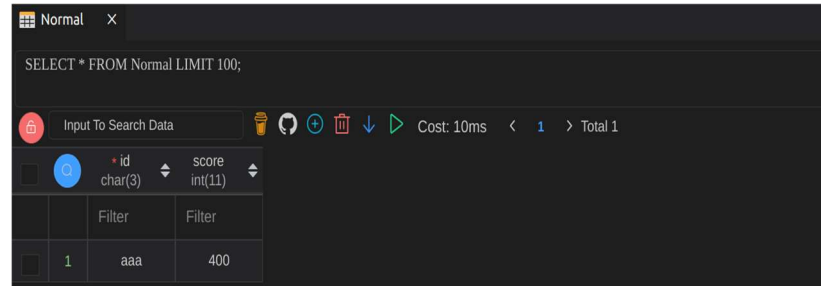 Normal X
SELECT * FROM Normal LIMIT 100;
Input To Search Data Cost: 10ms < 1 > Total 1
* id score
char(3) int(11)
Filter Filter
1 aaa 400